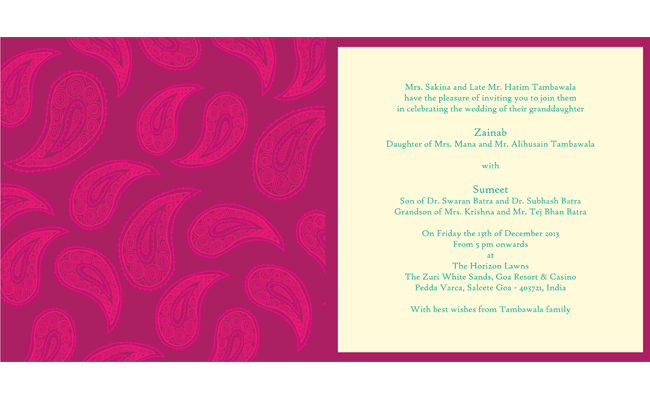 Mrs. Sakina and Late Mr. Hatim Tambawala
have the pleasure of inviting you to join them
in celebrating the wedding of their granddaughter
Zainab
Daughter of Mrs. Mana and Mr. Alihusain Tambawala
with
Sumeet
Son of Dr. Swaran Batra and Dr. Subhash Batra
Grandson of Mrs. Krishna and Mr. Tej Bhan Batra
On Friday the 13th of December 2013
From 5 pm onwards
at
The Horizon Lawns
The Zuri White Sands, Goa Resort & Casino
Pedda Varca, Salcete Goa - 403721, India
With best wishes from Tambawala family